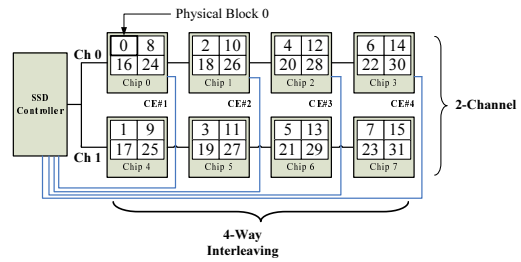 Physical Block 0
Ch 0
0 8
16 24
Chip 0
2 10
18 26
Chip 1
4 12
20 28
Chip 2
6 14
22 30
Chip 3
SSD
Controller
CE#1
CE#2
CE#3
CE#4
2-Channel
Ch 1
1 9
17 25
Chip 4
3 11
19 27
Chip 5
5 13
21 29
Chip 6
7 15
23 31
Chip 7
4-Way
Interleaving